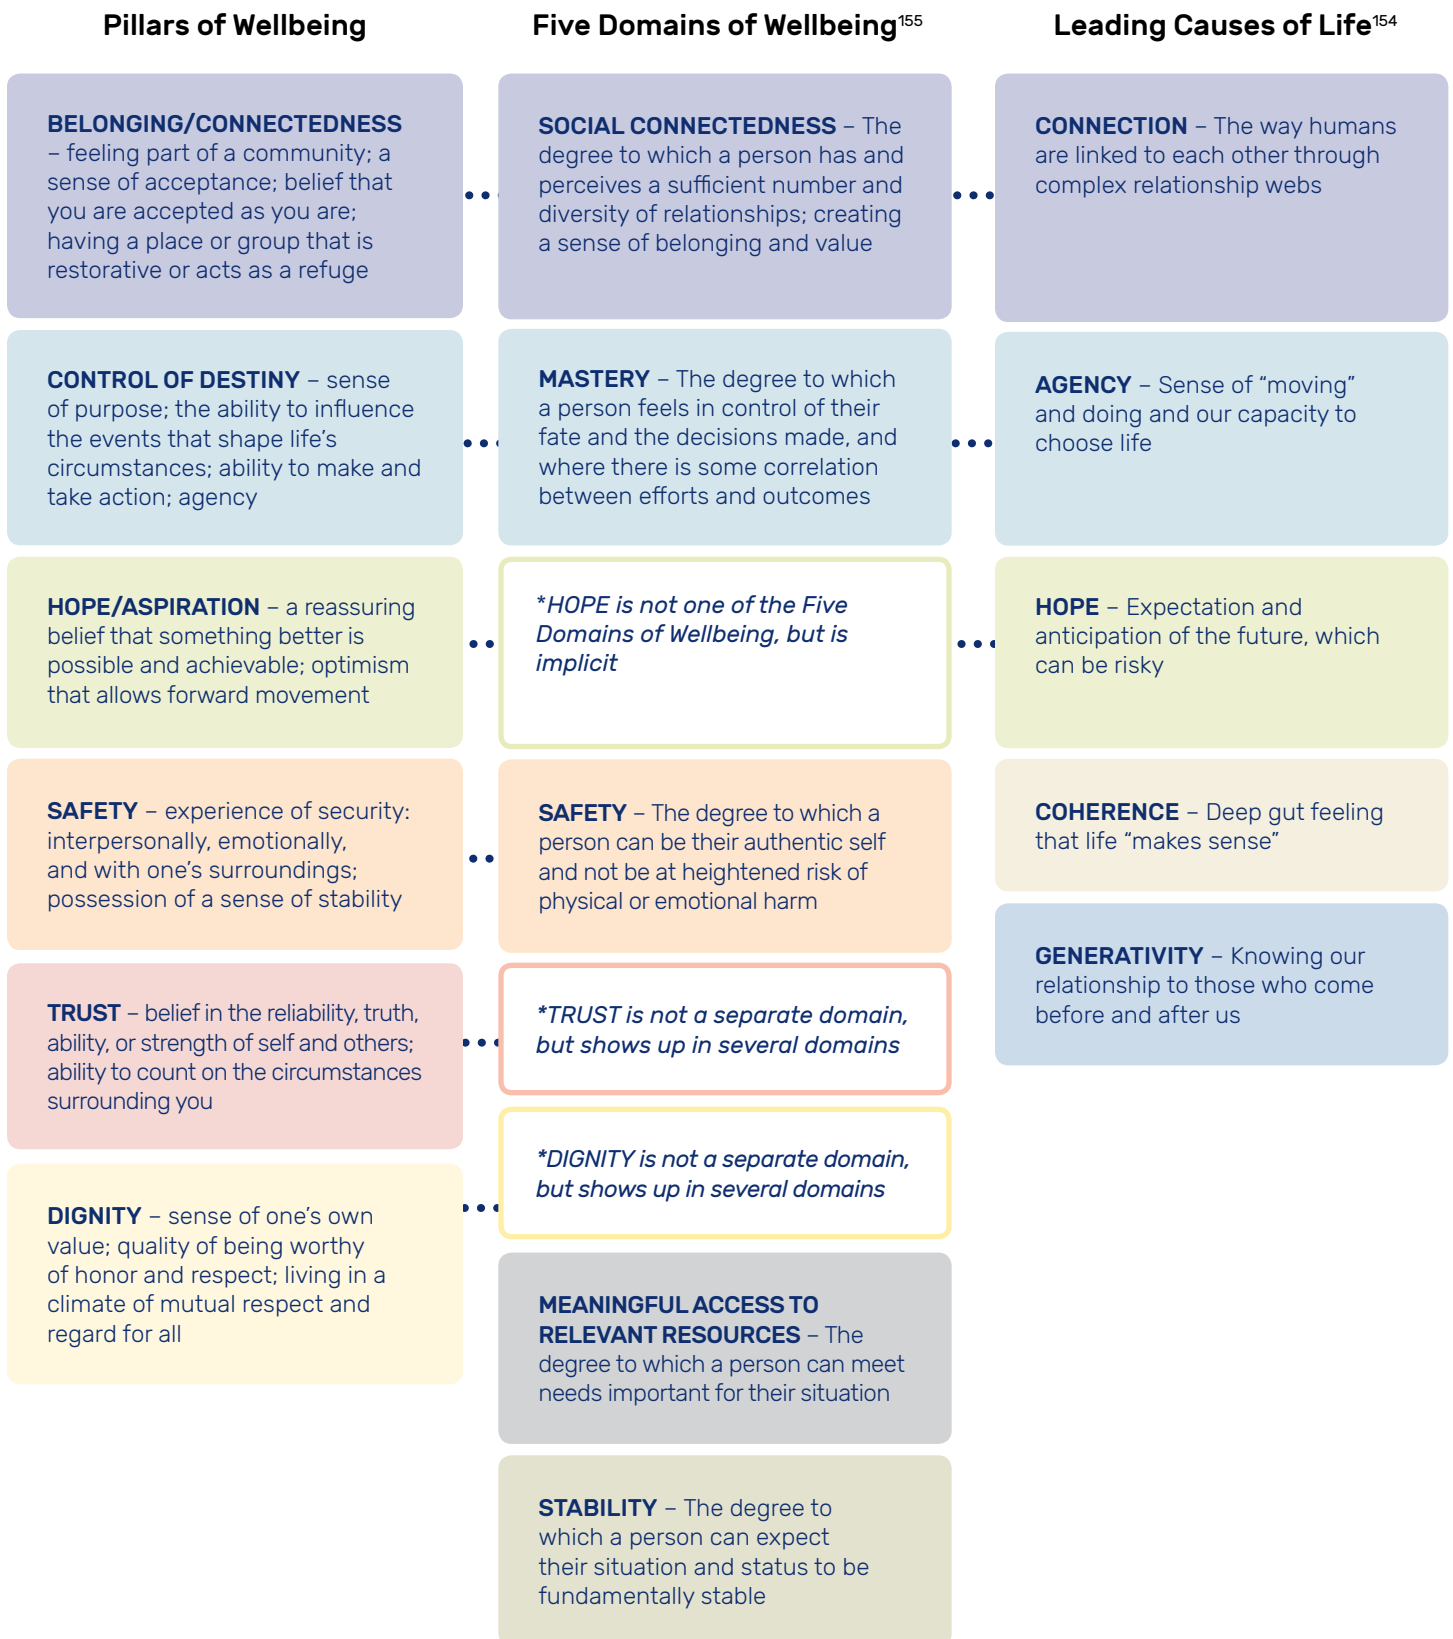 Pillars of Wellbeing
BELONGING/CONNECTEDNESS
– feeling part of a community; a
sense of acceptance; belief that
you are accepted as you are;
having a place or group that is
restorative or acts as a refuge
CONTROL OF DESTINY – sense
of purpose; the ability to influence
the events that shape life’s
circumstances; ability to make and
take action; agency
HOPE/ASPIRATION – a reassuring
belief that something better is
possible and achievable; optimism
that allows forward movement
SAFETY – experience of security:
interpersonally, emotionally,
and with one’s surroundings;
possession of a sense of stability
TRUST – belief in the reliability, truth,
ability, or strength of self and others;
ability to count on the circumstances
surrounding you
DIGNITY – sense of one’s own
value; quality of being worthy
of honor and respect; living in a
climate of mutual respect and
regard for all
Five Domains of Wellbeing155
SOCIAL CONNECTEDNESS – The
degree to which a person has and
perceives a sufficient number and
diversity of relationships; creating
a sense of belonging and value
MASTERY – The degree to which
a person feels in control of their
fate and the decisions made, and
where there is some correlation
between efforts and outcomes
*HOPE is not one of the Five
Domains of Wellbeing, but is
implicit
SAFETY – The degree to which a
person can be their authentic self
and not be at heightened risk of
physical or emotional harm
*TRUST is not a separate domain,
but shows up in several domains
*DIGNITY is not a separate domain,
but shows up in several domains
MEANINGFUL ACCESS TO
RELEVANT RESOURCES – The
degree to which a person can meet
needs important for their situation
STABILITY – The degree to
which a person can expect
their situation and status to be
fundamentally stable
Leading Causes of Life154
CONNECTION – The way humans
are linked to each other through
complex relationship webs
AGENCY – Sense of “moving”
and doing and our capacity to
choose life
HOPE – Expectation and
anticipation of the future, which
can be risky
COHERENCE – Deep gut feeling
that life “makes sense”
GENERATIVITY – Knowing our
relationship to those who come
before and after us